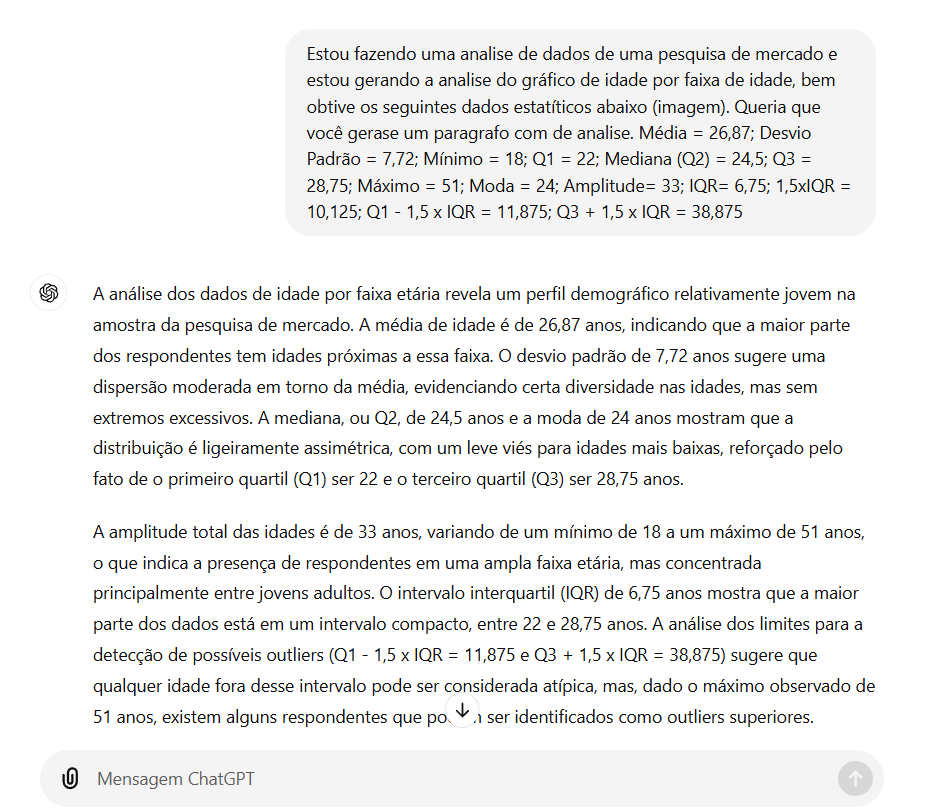 Estou fazendo uma analise de dados de uma pesquisa de mercado e
estou gerando a analise do gráfico de idade por faixa de idade, bem
obtive os seguintes dados estatíticos abaixo (imagem). Queria que
você gerase um paragrafo com de analise. Média = 26,87; Desvio
Padrão = 7,72; Mínimo = 18; Q1 = 22; Mediana (Q2) = 24,5; Q3 =
28,75; Máximo = 51; Moda = 24; Amplitude= 33; IQR= 6,75; 1,5xIQR =
10,125; Q1 - 1,5 x IQR = 11,875; Q3 + 1,5 x IQR = 38,875
A análise dos dados de idade por faixa etária revela um perfil demográfico relativamente jovem na
amostra da pesquisa de mercado. A média de idade é de 26,87 anos, indicando que a maior parte
dos respondentes tem idades próximas a essa faixa. O desvio padrão de 7,72 anos sugere uma
dispersão moderada em torno da média, evidenciando certa diversidade nas idades, mas sem
extremos excessivos. A mediana, ou Q2, de 24,5 anos e a moda de 24 anos mostram que a
distribuição é ligeiramente assimétrica, com um leve viés para idades mais baixas, reforçado pelo
fato de o primeiro quartil (Q1) ser 22 e o terceiro quartil (Q3) ser 28,75 anos.
A amplitude total das idades é de 33 anos, variando de um mínimo de 18 a um máximo de 51 anos,
o que indica a presença de respondentes em uma ampla faixa etária, mas concentrada
principalmente entre jovens adultos. O intervalo interquartil (IQR) de 6,75 anos mostra que a maior
parte dos dados está em um intervalo compacto, entre 22 e 28,75 anos. A análise dos limites para a
detecção de possíveis outliers (Q1 - 1,5 x IQR = 11,875 e Q3 + 1,5 x IQR = 38,875) sugere que
qualquer idade fora desse intervalo pode ser considerada atípica, mas, dado o máximo observado de
51 anos, existem alguns respondentes que ser identificados como outliers superiores.
Mensagem ChatGPT